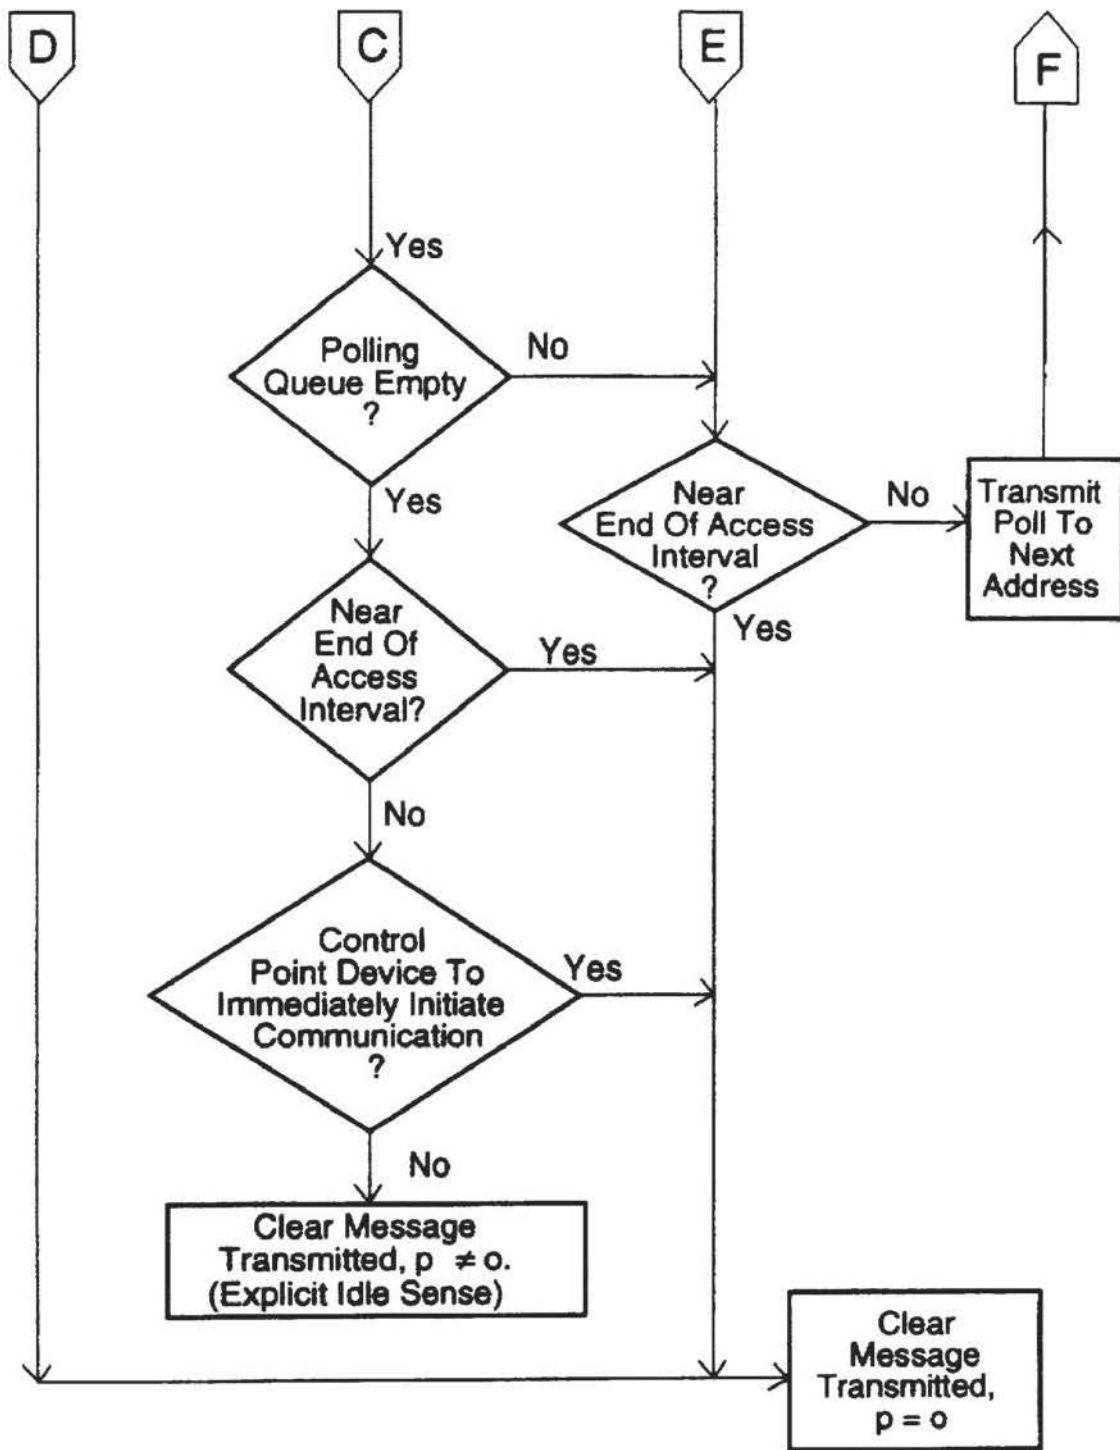 D
C
E
F
Yes
Polling
Queue Empty
?
No
Yes
Near
End Of Access
Interval
?
No
Transmit
Poll To
Next
Address
Yes
Near
End Of
Access
Interval?
Yes
No
Control
Point Device To
Immediately Initiate
Communication
?
Yes
No
Clear Message
Transmitted, p ≠ o.
(Explicit Idle Sense)
Clear
Message
Transmitted,
p = o